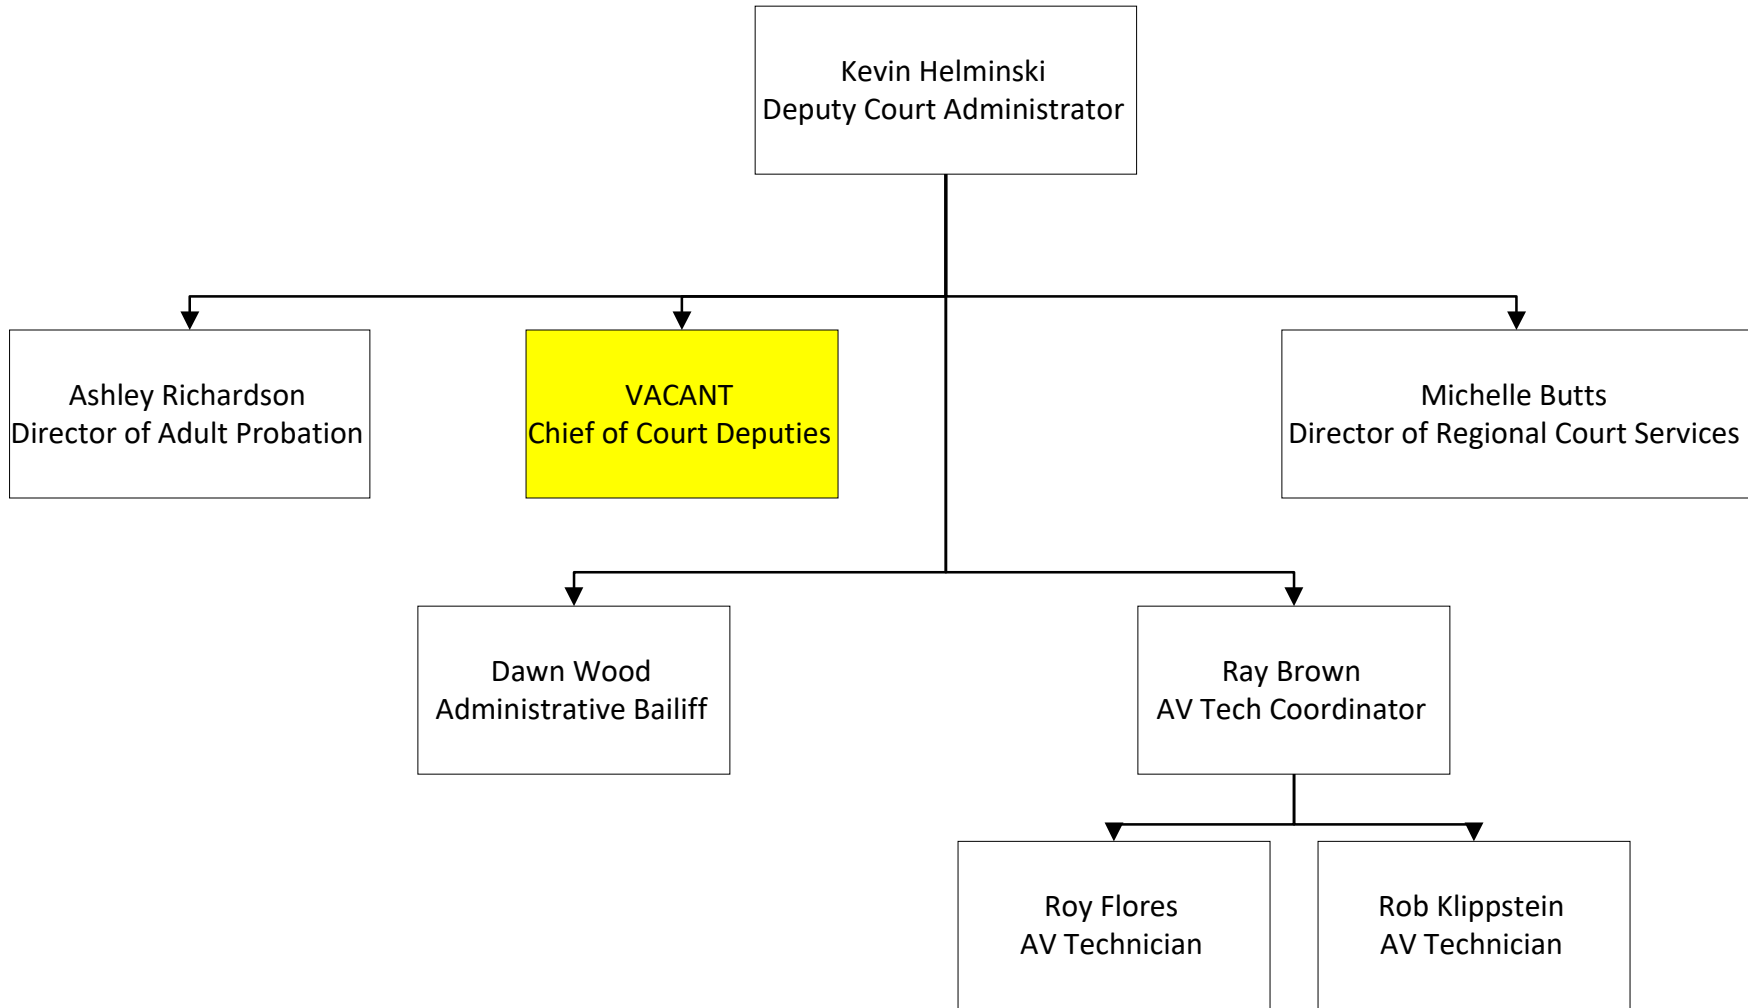 Kevin Helminski
Deputy Court Administrator
Ashley Richardson
Director of Adult Probation
VACANT
Chief of Court Deputies
Michelle Butts
Director of Regional Court Services
Dawn Wood
Administrative Bailiff
Ray Brown
AV Tech Coordinator
Roy Flores
AV Technician
Rob Klippstein
AV Technician